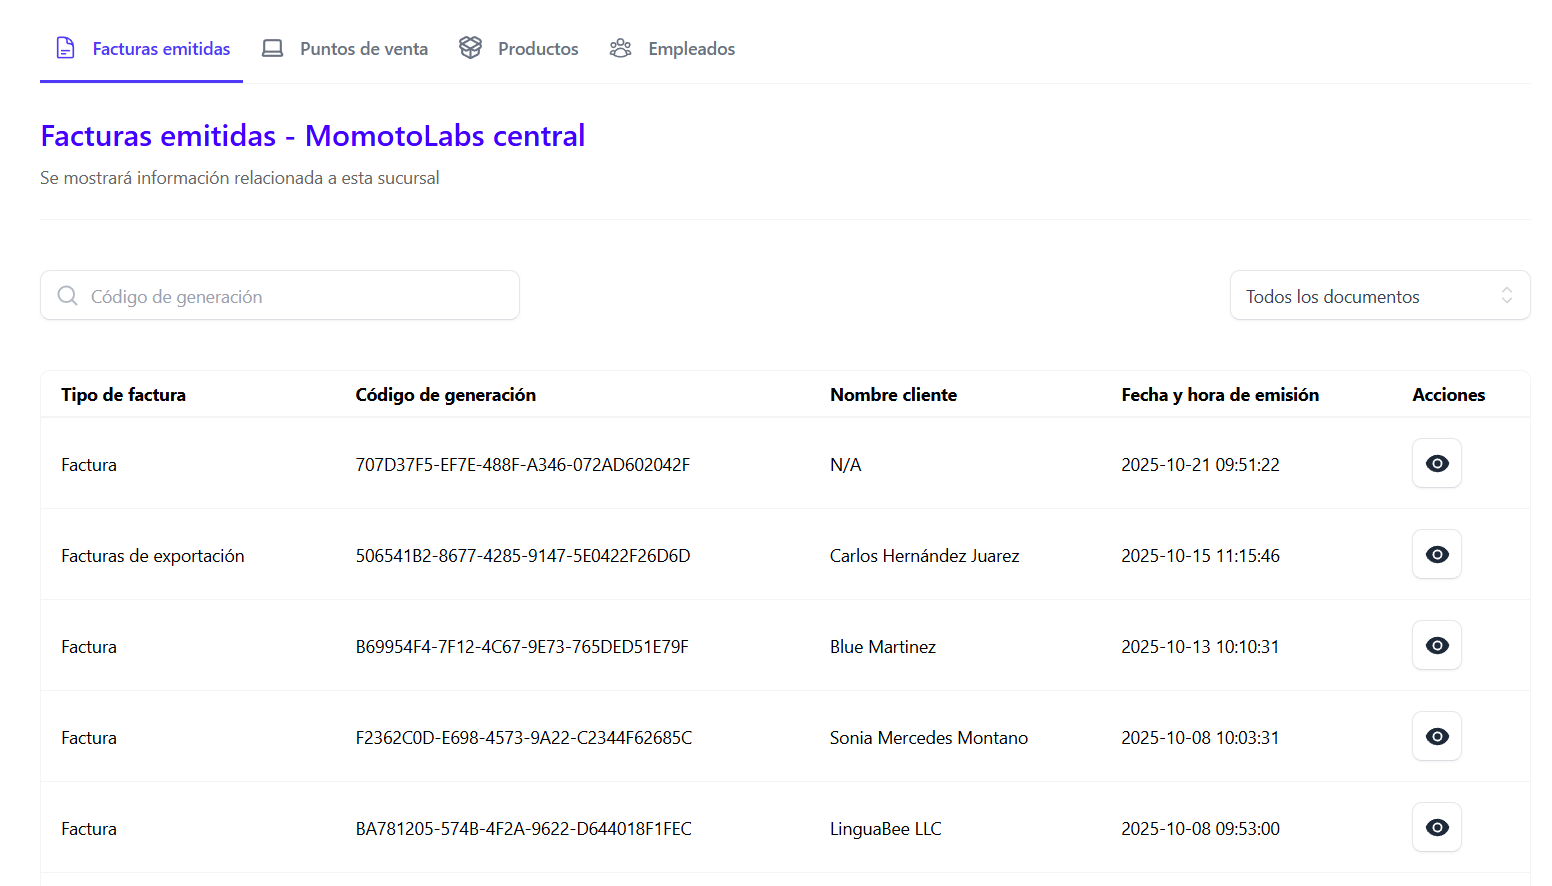 Facturas emitidas Puntos de venta Productos Empleados
Facturas emitidas - MomotoLabs central
Se mostrará información relacionada a esta sucursal
Código de generación Todos los documentos
Tipo de factura Código de generación Nombre cliente Fecha y hora de emisión Acciones
Factura 707D37F5-EF7E-488F-A346-072AD602042F N/A 2025-10-21 09:51:22
Facturas de exportación 506541B2-8677-4285-9147-5E0422F26D6D Carlos Hernández Juarez 2025-10-15 11:15:46
Factura B69954F4-7F12-4C67-9E73-765DED51E79F Blue Martinez 2025-10-13 10:10:31
Factura F2362C0D-E698-4573-9A22-C2344F62685C Sonia Mercedes Montano 2025-10-08 10:03:31
Factura BA781205-574B-4F2A-9622-D644018F1FEC LinguaBee LLC 2025-10-08 09:53:00